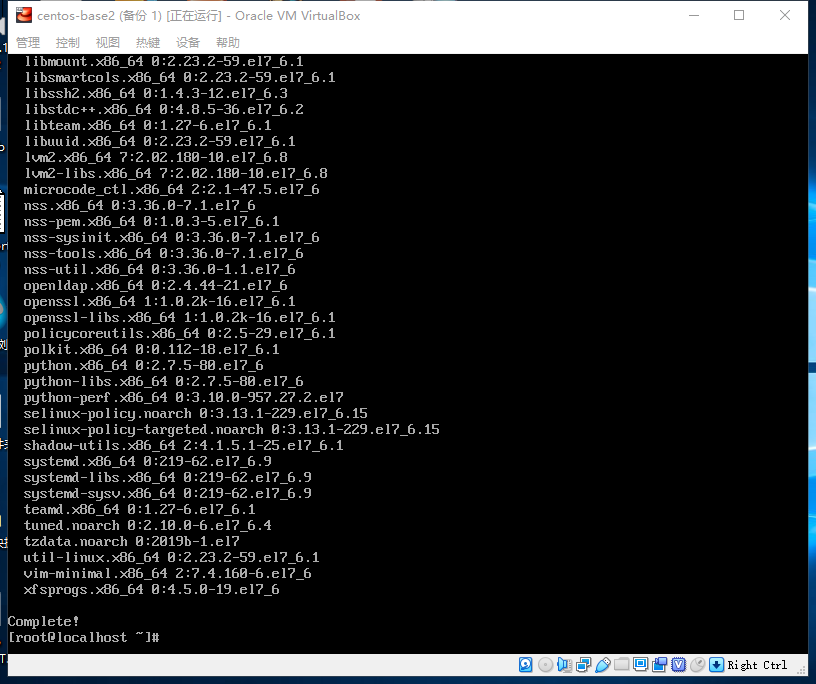 centos-base2 (备份 1) [正在运行] - Oracle VM VirtualBox
管理 控制 视图 热键 设备 帮助
libmount.x86_64 0:2.23.2-59.el7_6.1
libsmartcols.x86_64 0:2.23.2-59.el7_6.1
libssh2.x86_64 0:1.4.3-12.el7_6.3
libstdc++.x86_64 0:4.8.5-36.el7_6.2
libteam.x86_64 0:1.27-6.el7_6.1
libuuid.x86_64 0:2.23.2-59.el7_6.1
lvm2.x86_64 7:2.02.180-10.el7_6.8
lvm2-libs.x86_64 7:2.02.180-10.el7_6.8
microcode_ctl.x86_64 2:2.1-47.5.el7_6
nss.x86_64 0:3.36.0-7.1.el7_6
nss-pem.x86_64 0:1.0.3-5.el7_6.1
nss-sysinit.x86_64 0:3.36.0-7.1.el7_6
nss-tools.x86_64 0:3.36.0-7.1.el7_6
nss-util.x86_64 0:3.36.0-1.1.el7_6
openldap.x86_64 0:2.4.44-21.el7_6
openssl.x86_64 1:1.0.2k-16.el7_6.1
openssl-libs.x86_64 1:1.0.2k-16.el7_6.1
policycoreutils.x86_64 0:2.5-29.el7_6.1
polkit.x86_64 0:0.112-18.el7_6.1
python.x86_64 0:2.7.5-80.el7_6
python-libs.x86_64 0:2.7.5-80.el7_6
python-perf.x86_64 0:3.10.0-957.27.2.el7
selinux-policy.noarch 0:3.13.1-229.el7_6.15
selinux-policy-targeted.noarch 0:3.13.1-229.el7_6.15
shadow-utils.x86_64 2:4.1.5.1-25.el7_6.1
systemd.x86_64 0:219-62.el7_6.9
systemd-libs.x86_64 0:219-62.el7_6.9
systemd-sysv.x86_64 0:219-62.el7_6.9
teamd.x86_64 0:1.27-6.el7_6.1
tuned.noarch 0:2.10.0-6.el7_6.4
tzdata.noarch 0:2019b-1.el7
util-linux.x86_64 0:2.23.2-59.el7_6.1
vim-minimal.x86_64 2:7.4.160-6.el7_6
xfsprogs.x86_64 0:4.5.0-19.el7_6
Complete!
[root@localhost ~]#
Right Ctrl